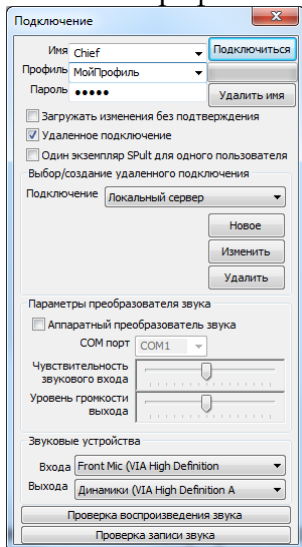 Подключение
Имя Chief Подключиться
Профиль МойПрофиль
Пароль ••••• Удалить имя
Загружать изменения без подтверждения
Удаленное подключение
Один экземпляр SPult для одного пользователя
Выбор/создание удаленного подключения
Подключение Локальный сервер
Новое
Изменить
Удалить
Параметры преобразователя звука
Аппаратный преобразователь звука
COM порт COM1
Чувствительность
звукового входа
Уровень громкости
выхода
Звуковые устройства
Входа Front Mic (VIA High Definition
Выхода Динамики (VIA High Definition A
Проверка воспроизведения звука
Проверка записи звука